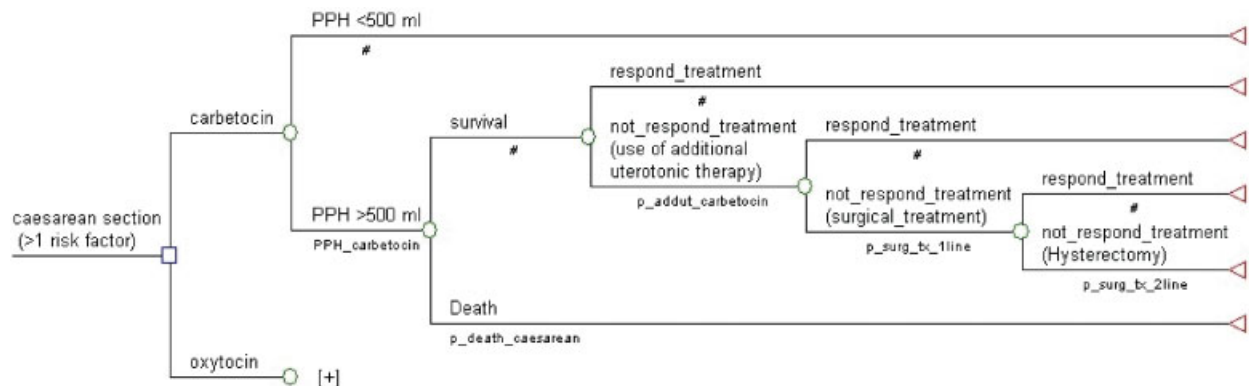 PPH <500 ml
#
respond_treatment
#
carbetocin
survival
#
not_respond_treatment
(use of additional
uterotonic therapy)
p_addut_carbetocin
respond_treatment
#
not_respond_treatment
(surgical_treatment)
p_surg_tx_1line
respond_treatment
#
not_respond_treatment
(Hysterectomy)
p_surg_tx_2line
caesarean section
(>1 risk factor)
PPH >500 ml
PPH_carbetocin
Death
p_death_caesarean
oxytocin
[+]